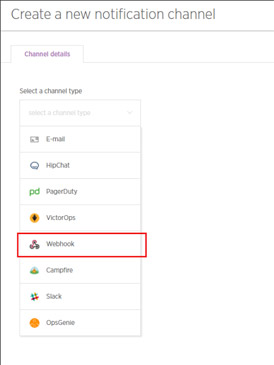 Create a new notification channel
Channel details
Select a channel type
select a channel type
E-mail
HipChat
pd PagerDuty
VictorOps
Webhook
Campfire
Slack
OpsGenie